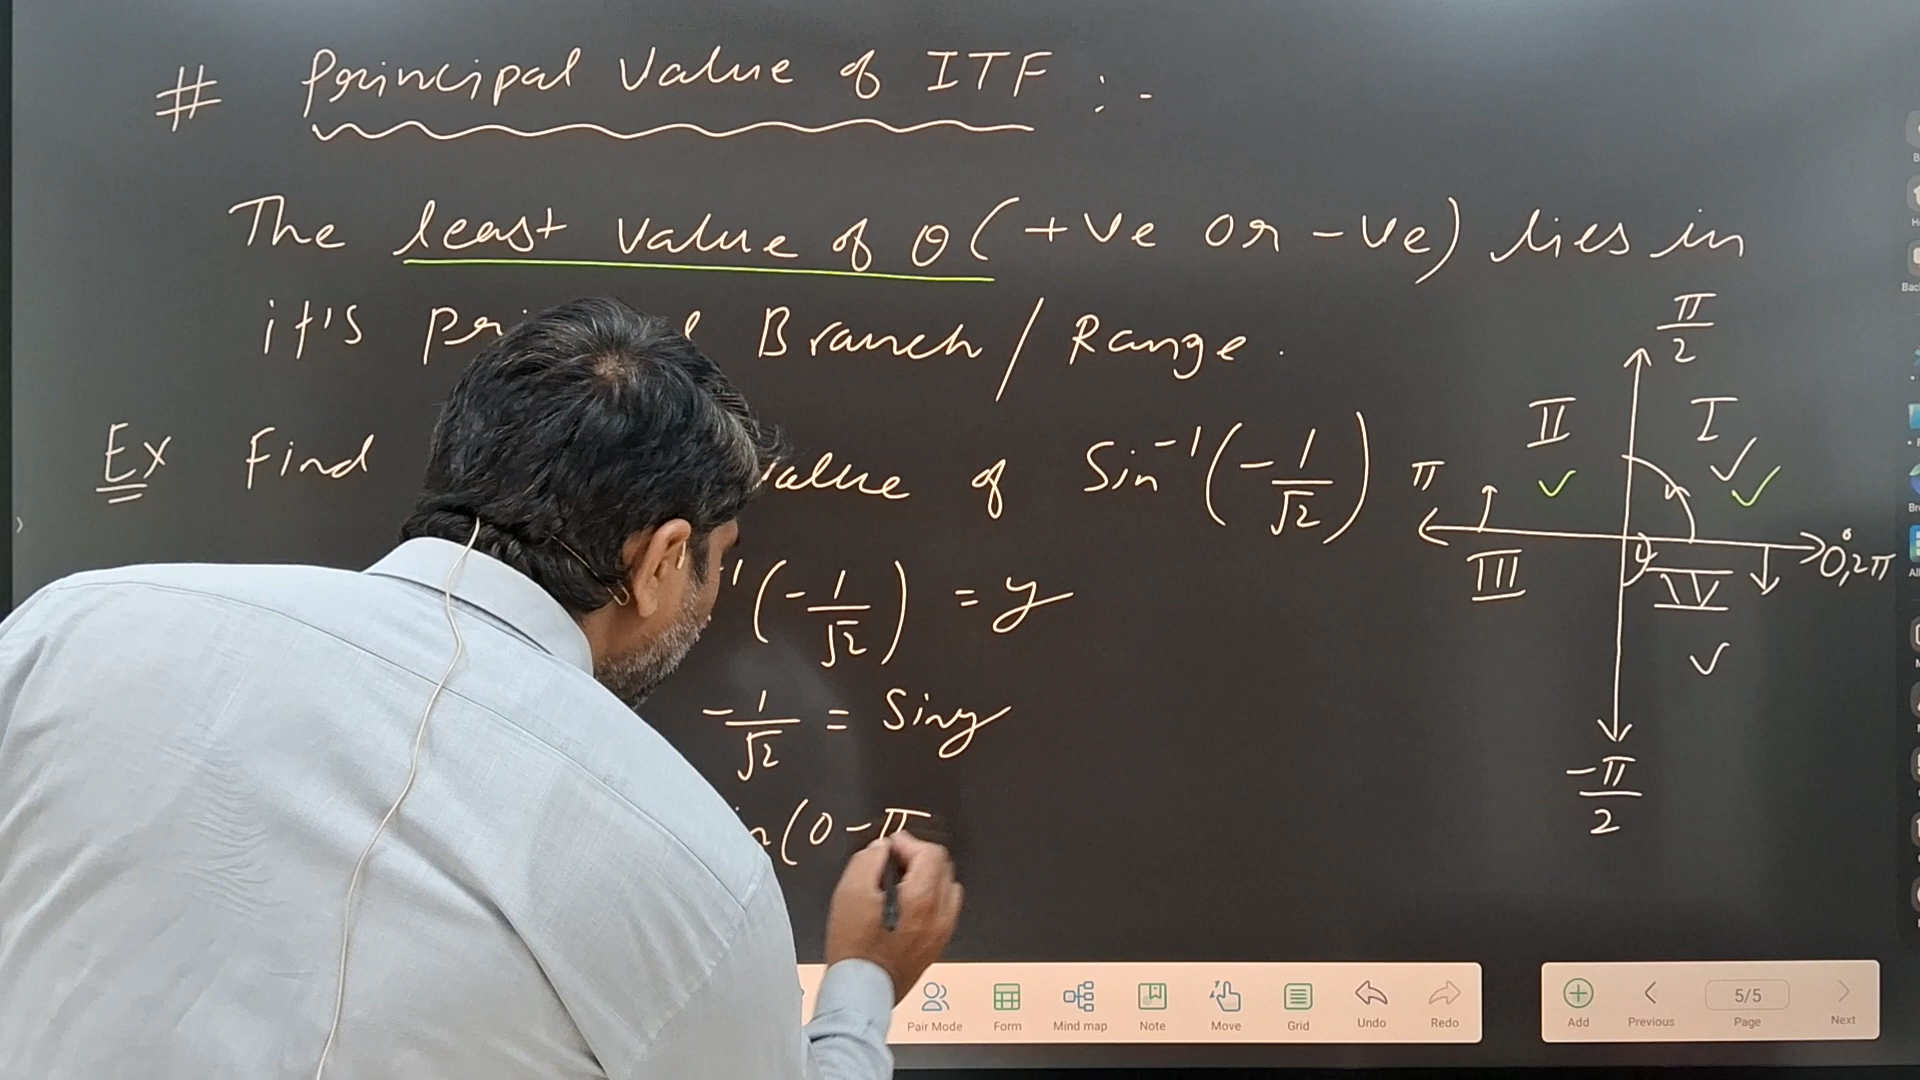 # Principal Value of ITF :-
The least value of θ (+ve or -ve) lies in
it's Branch / Range.
Ex Find value of Sin⁻¹(-1/√2)
⁻¹(-1/√2) = y
-1/√2 = Siny
(0-π
π/2
II I
π
0, 2π
III IV
-π/2
Pair Mode Form Mind map Note Move Grid Undo Redo
Add Previous 5/5 Page Next